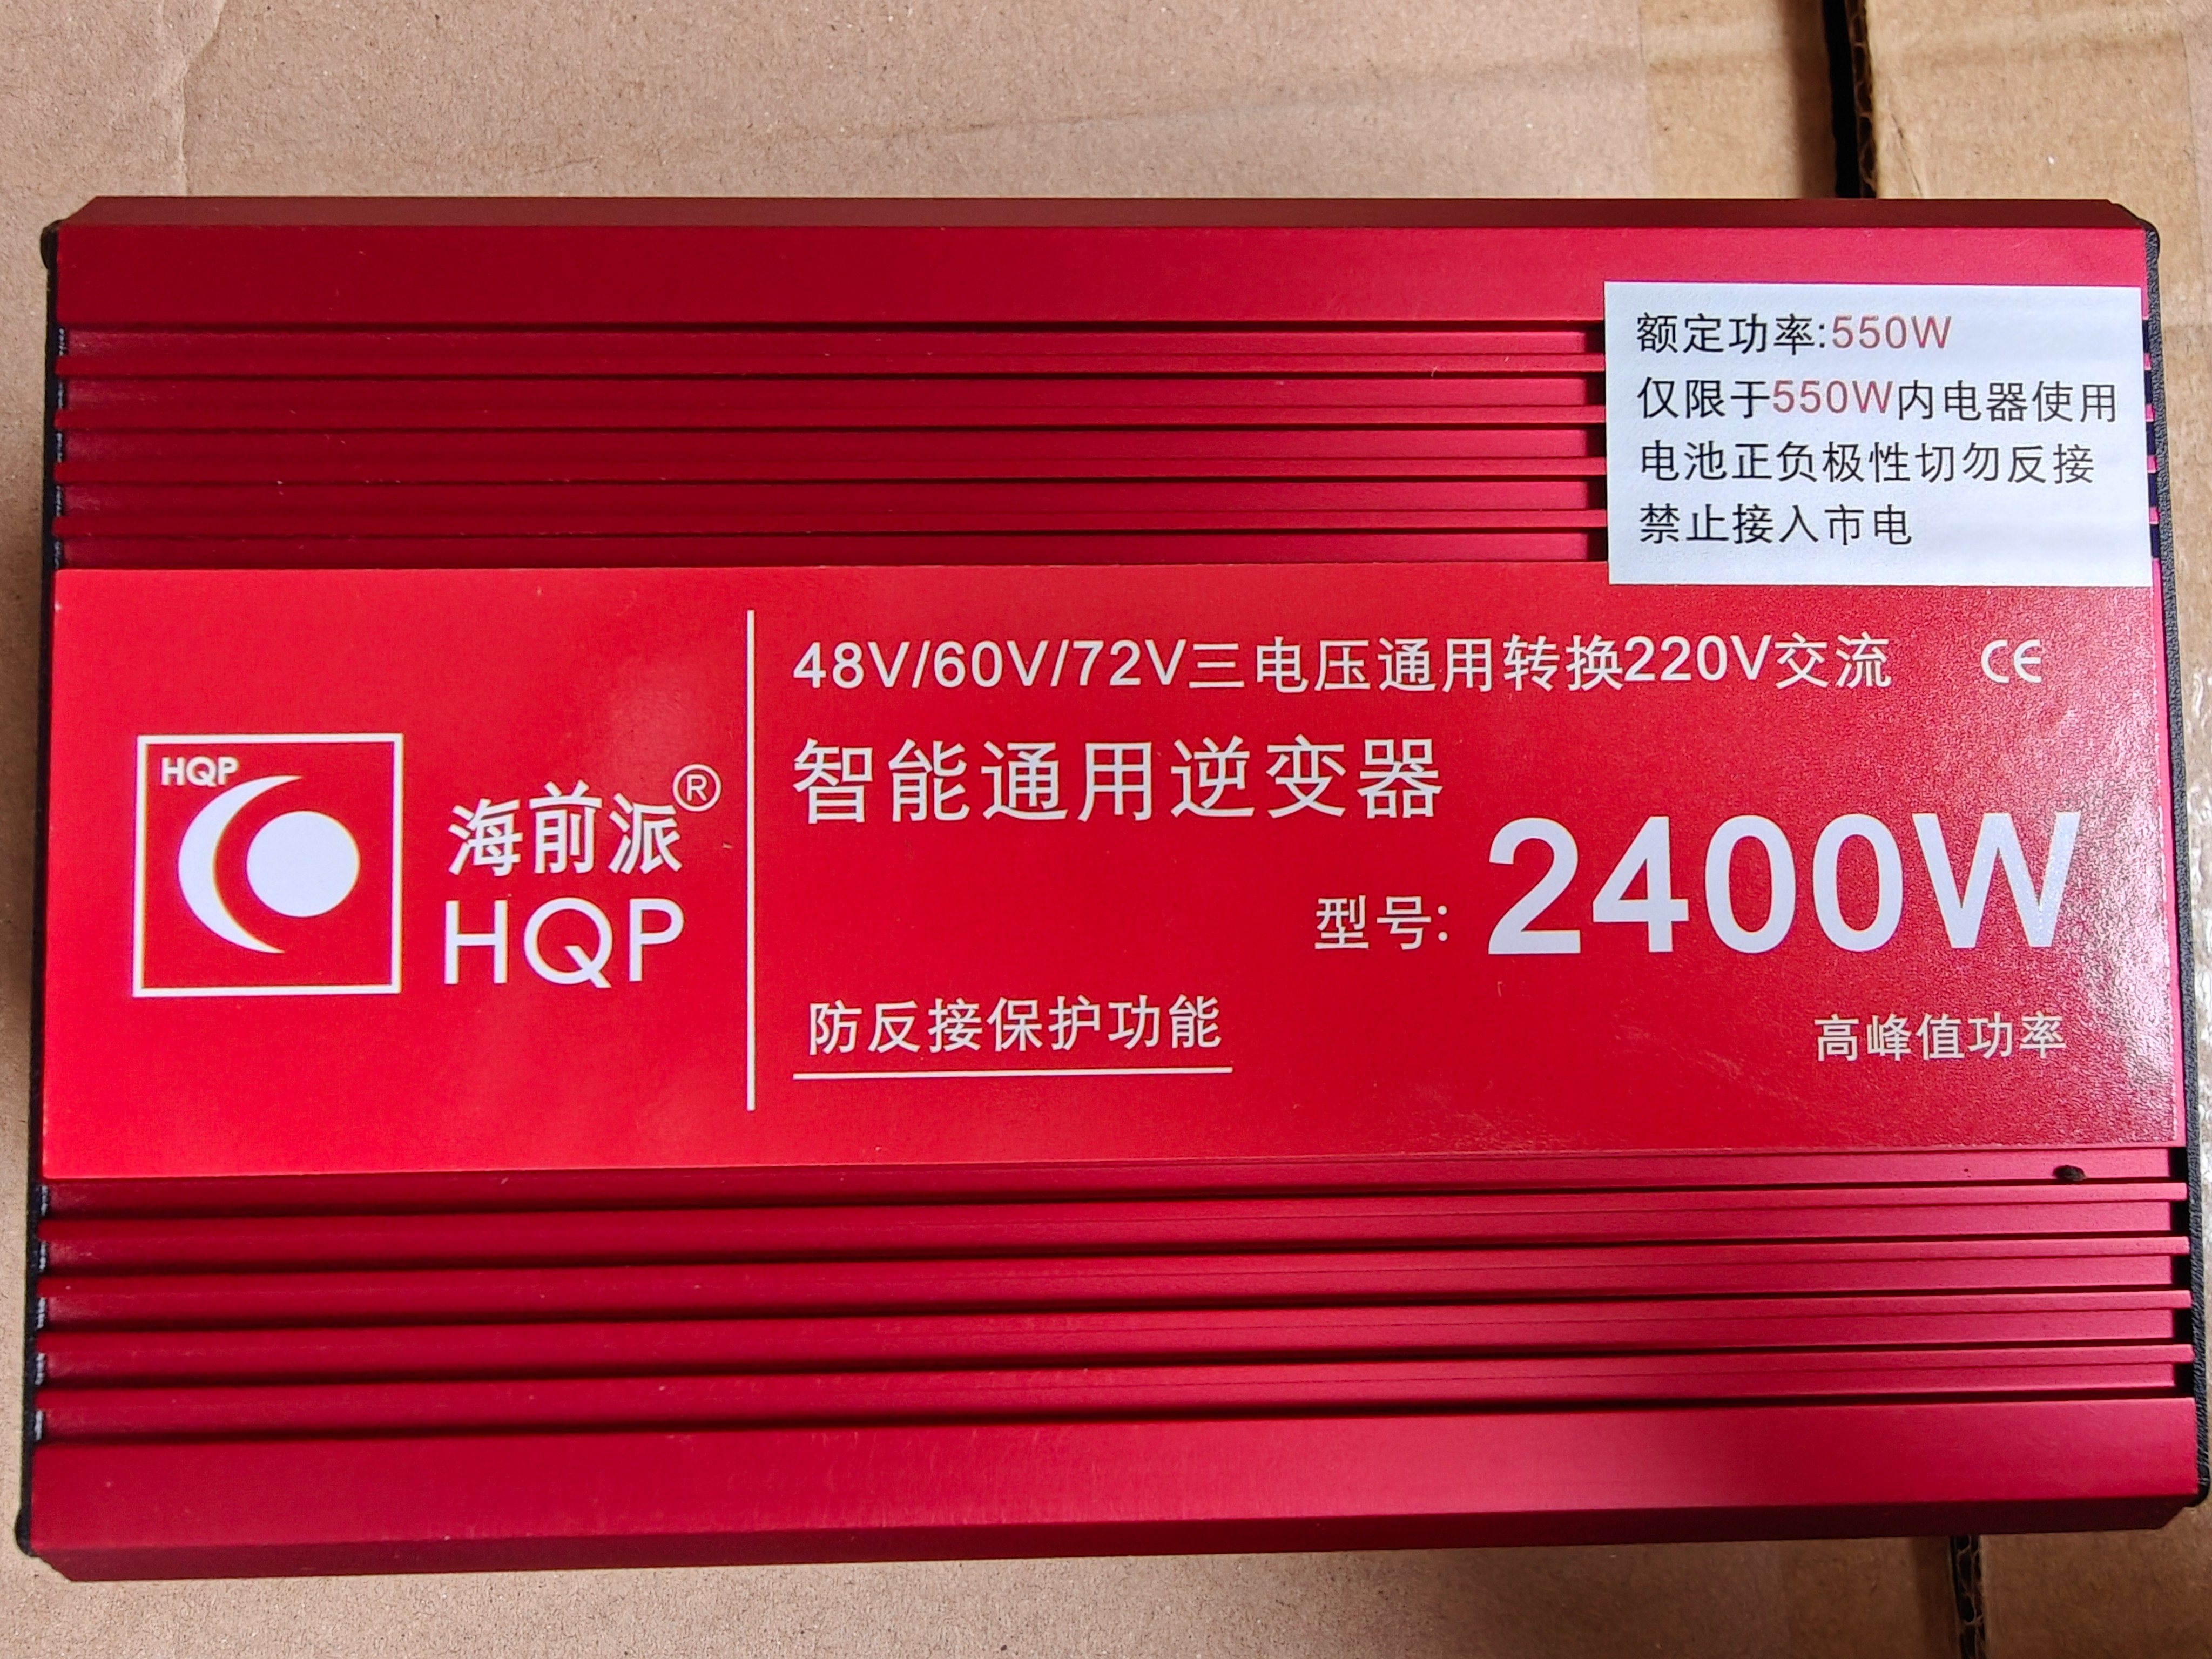 额定功率:550W
仅限于550W内电器使用
电池正负极性切勿反接
禁止接入市电
48V/60V/72V三电压通用转换220V交流 CE
智能通用逆变器
HQP
海前派®
HQP
型号: 2400W
防反接保护功能
高峰值功率